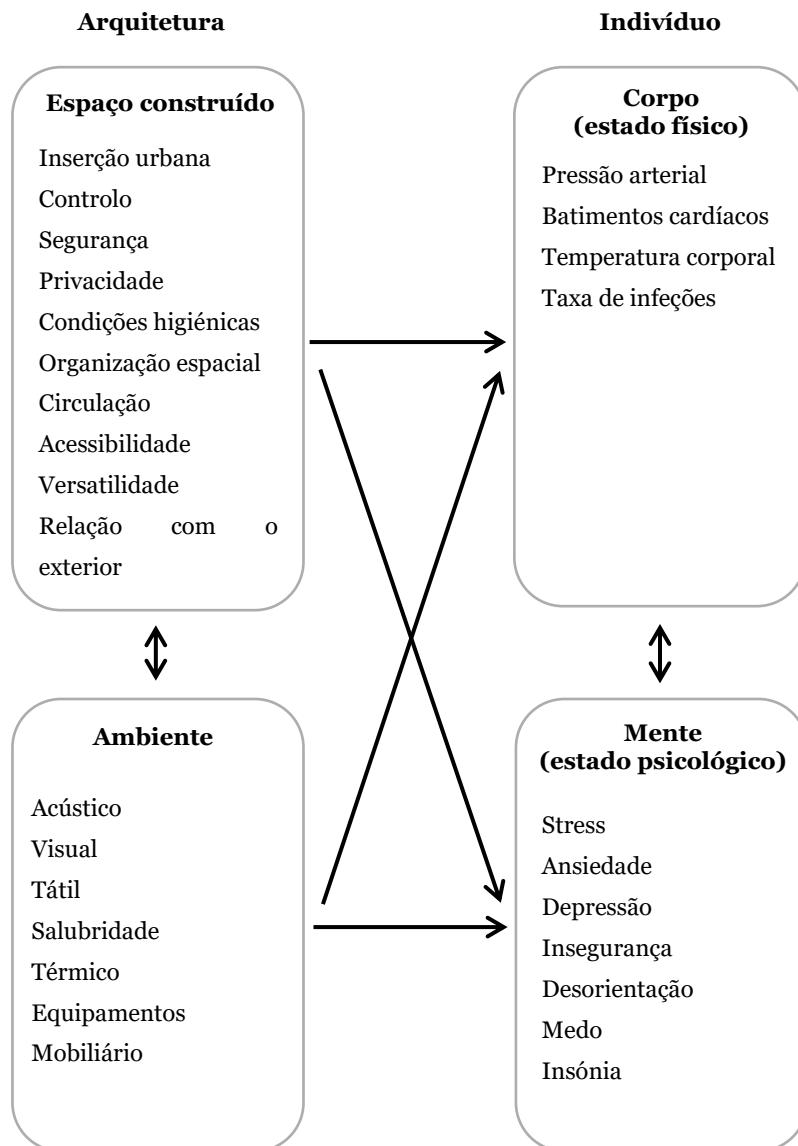 Arquitetura
Indivíduo
Espaço construído
Inserção urbana
Controlo
Segurança
Privacidade
Condições higiénicas
Organização espacial
Circulação
Acessibilidade
Versatilidade
Relação com o
exterior
Corpo
(estado físico)
Pressão arterial
Batimentos cardíacos
Temperatura corporal
Taxa de infeções
Ambiente
Acústico
Visual
Tátil
Salubridade
Térmico
Equipamentos
Mobiliário
Mente
(estado psicológico)
Stress
Ansiedade
Depressão
Insegurança
Desorientação
Medo
Insónia